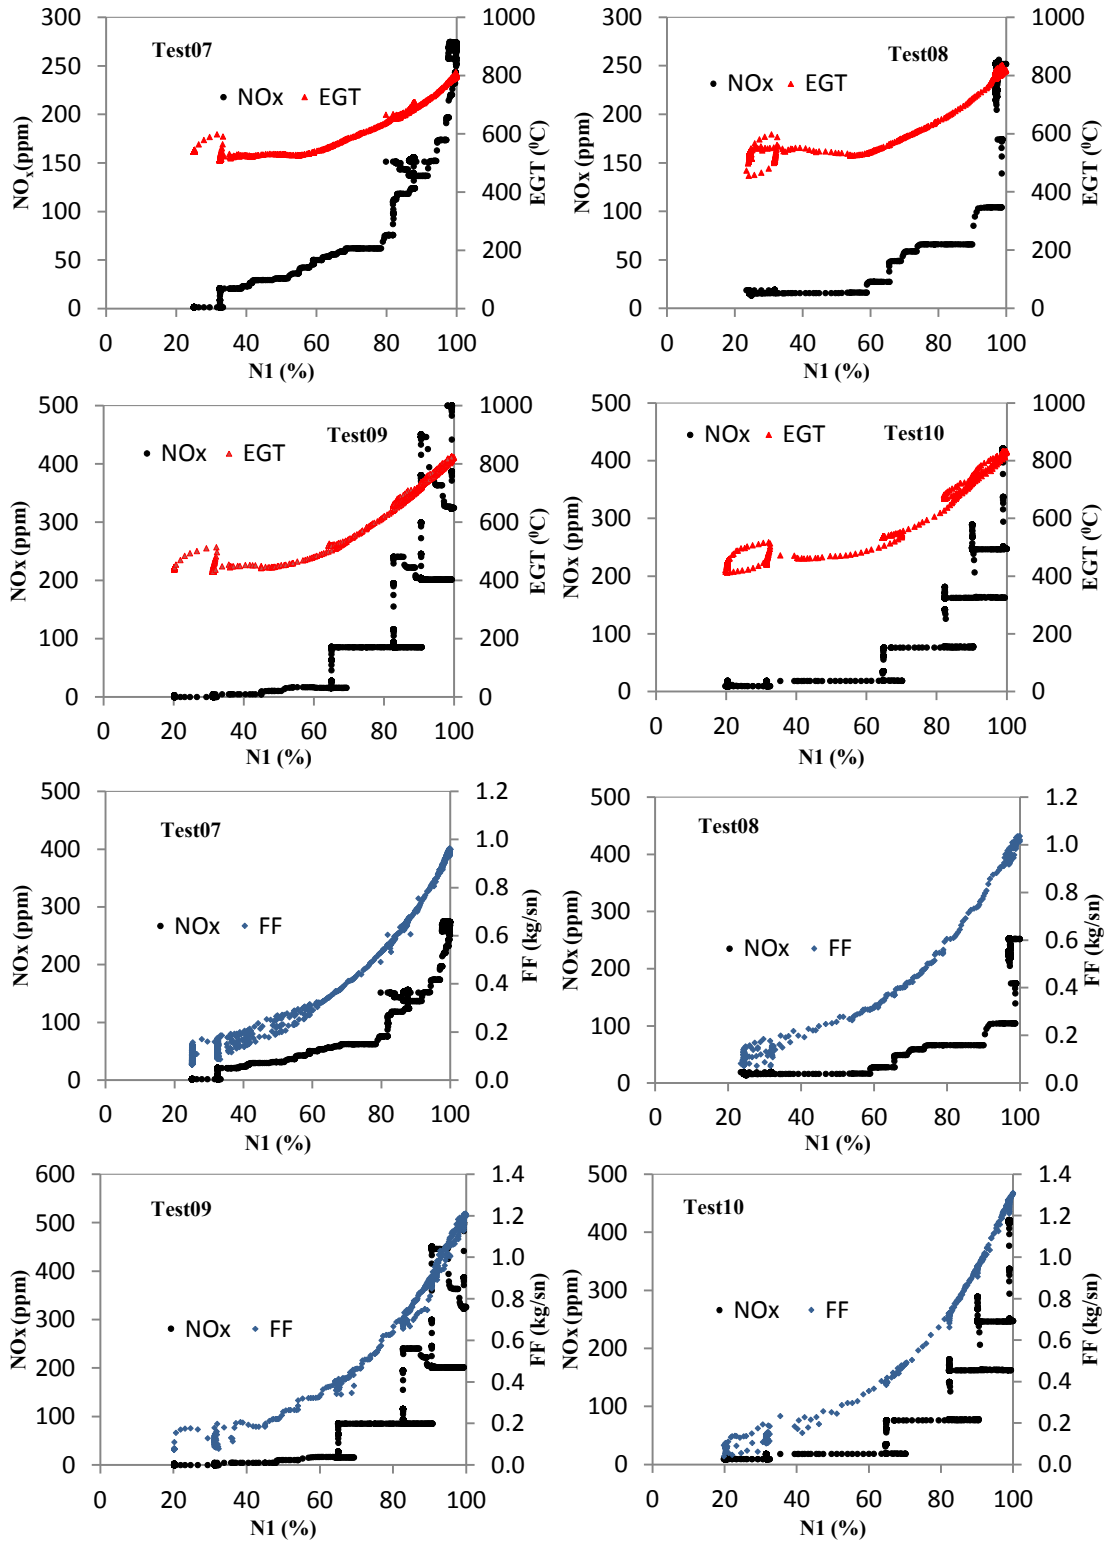 300
250
200
150
100
50
0
NOx(ppm)
Test07
NOx EGT
1000
800
600
400
200
0
EGT (⁰C)
0 20 40 60 80 100
N1 (%)
300
250
200
150
100
50
0
NOx (ppm)
Test08
NOx EGT
1000
800
600
400
200
0
EGT (⁰C)
0 20 40 60 80 100
N1 (%)
500
400
300
200
100
0
NOx (ppm)
Test09
NOx EGT
1000
800
600
400
200
0
EGT (⁰C)
0 20 40 60 80 100
N1 (%)
500
400
300
200
100
0
NOx (ppm)
Test10
NOx EGT
1000
800
600
400
200
0
EGT (⁰C)
0 20 40 60 80 100
N1 (%)
500
400
300
200
100
0
NOx (ppm)
Test07
NOx FF
1.2
1.0
0.8
0.6
0.4
0.2
0.0
FF (kg/sn)
0 20 40 60 80 100
N1 (%)
500
400
300
200
100
0
NOx (ppm)
Test08
NOx FF
1.2
1.0
0.8
0.6
0.4
0.2
0.0
FF (kg/sn)
0 20 40 60 80 100
N1 (%)
600
500
400
300
200
100
0
NOx (ppm)
Test09
NOx FF
1.4
1.2
1.0
0.8
0.6
0.4
0.2
0.0
FF (kg/sn)
0 20 40 60 80 100
N1 (%)
500
400
300
200
100
0
NOx (ppm)
Test10
NOx FF
1.4
1.2
1.0
0.8
0.6
0.4
0.2
0.0
FF (kg/sn)
0 20 40 60 80 100
N1 (%)